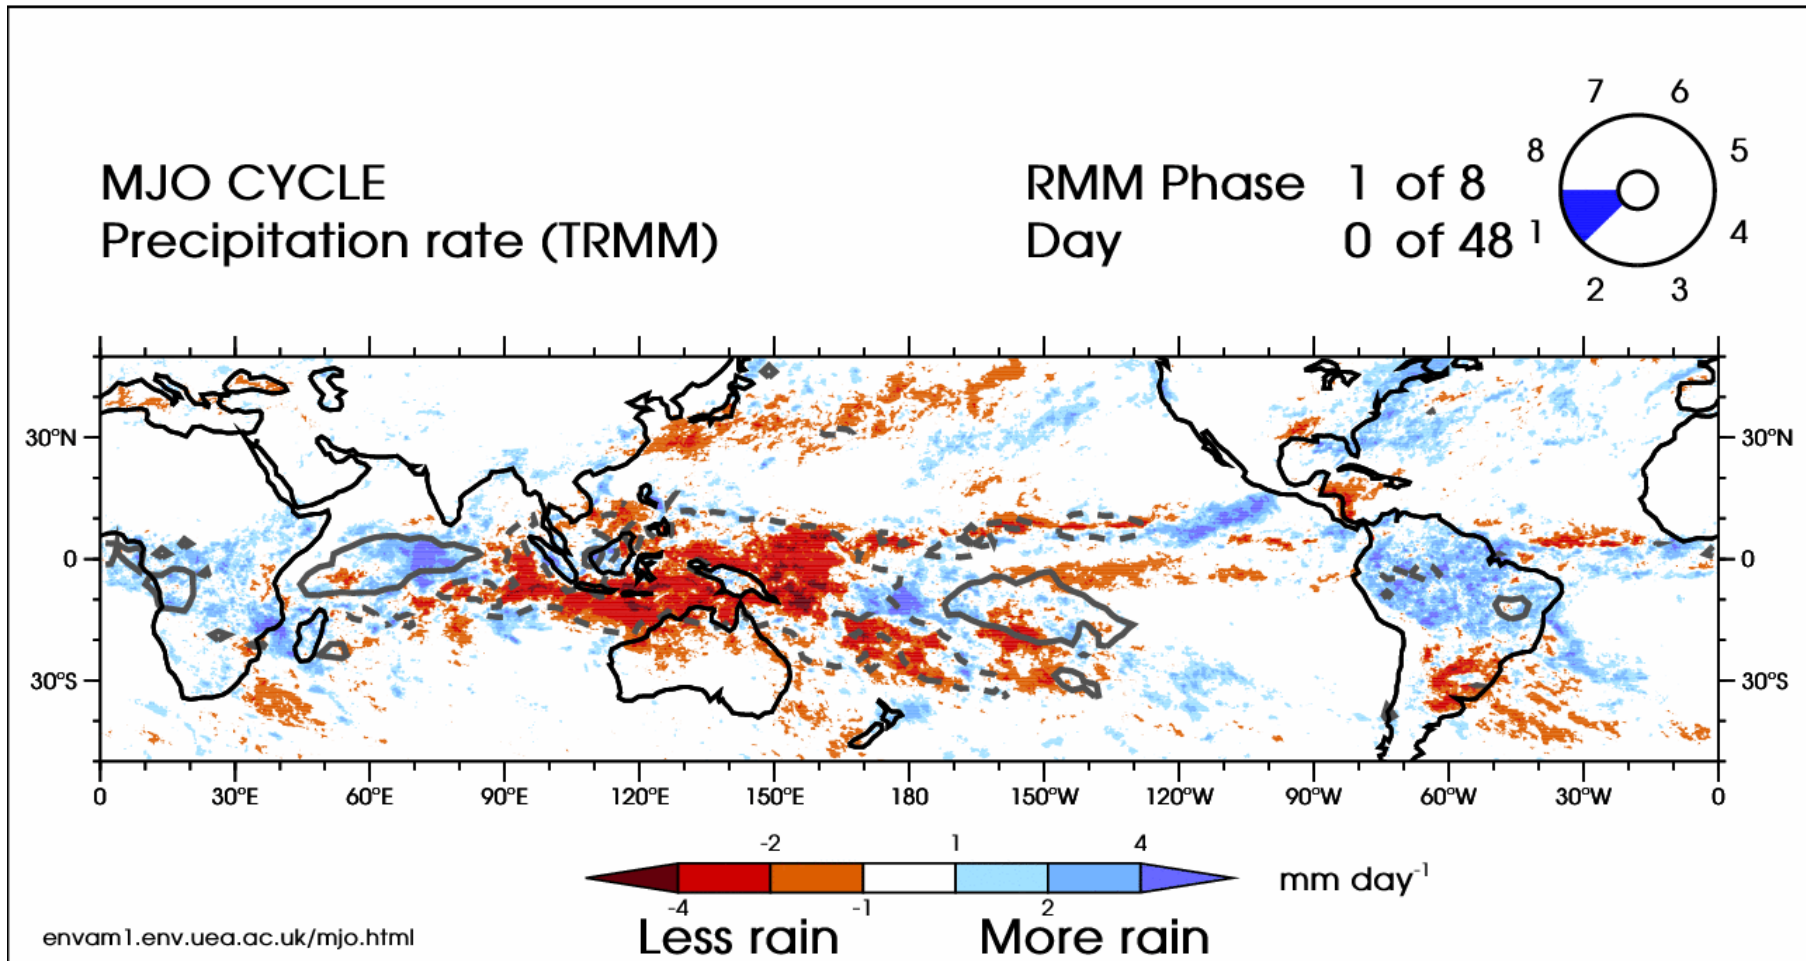 7 6
8 5
MJO CYCLE RMM Phase 1 of 8
Precipitation rate (TRMM) Day 0 of 48 1 4
2 3
30°N 30°N
0 0
30°S 30°S
0 30°E 60°E 90°E 120°E 150°E 180 150°W 120°W 90°W 60°W 30°W 0
-2 1 4
mm day⁻¹
-4 -1 2
Less rain More rain
envam1.env.uea.ac.uk/mjo.html